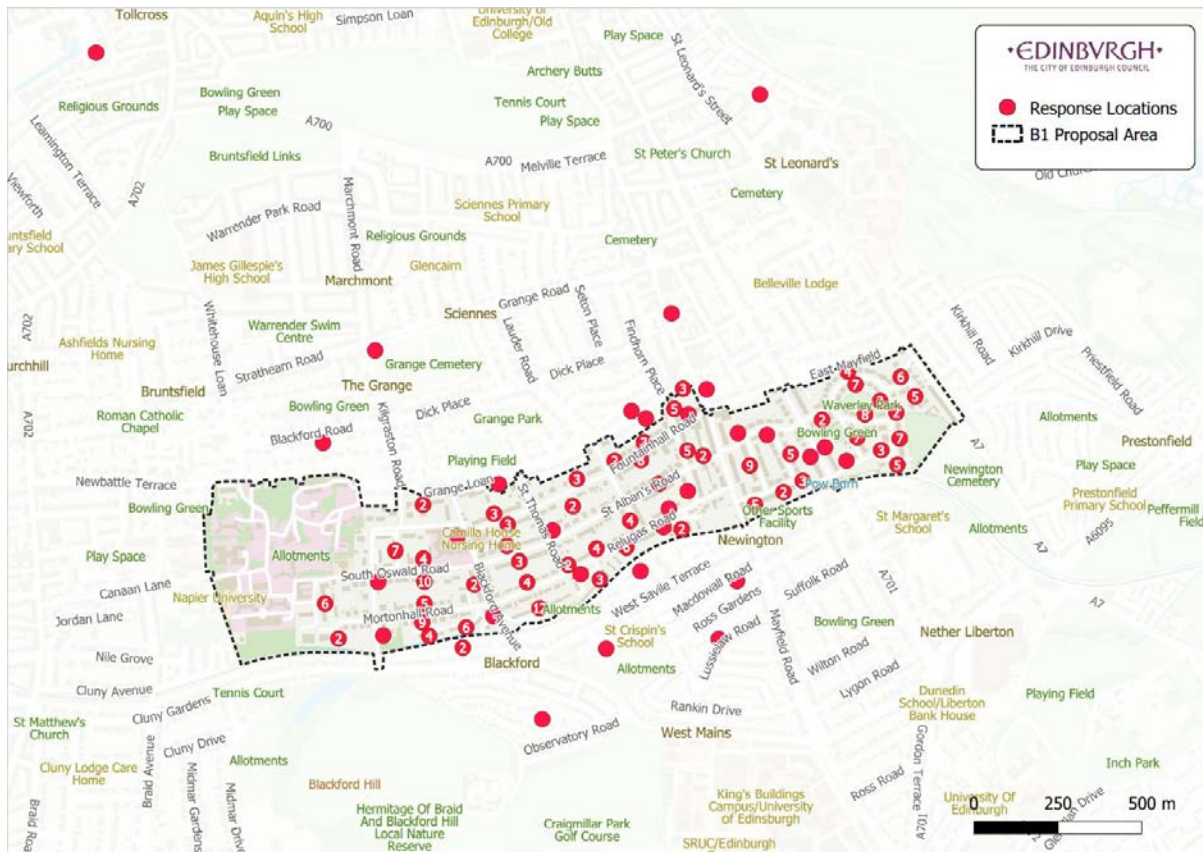 Tollcross
Aquin's High
School
Simpson Loan
University of
Edinburgh/Old
College
Play Space
St Leonard's Street
EDINBVRGH
THE CITY OF EDINBURGH COUNCIL
Response Locations
B1 Proposal Area
Religious Grounds
Bowling Green
Play Space
Archery Butts
Tennis Court
Play Space
Leamington Terrace
A700
Bruntsfield Links
A700
Melville Terrace
St Peter's Church
St Leonard's
Viewforth
A702
Marchmont Road
Cemetery
Warrender Park Road
Sciennes Primary
School
Religious Grounds
Cemetery
James Gillespie's
High School
Glencairn
Marchmont
Belleville Lodge
A702
Whitehouse Loan
Warrender Swim
Centre
Sciennes
Grange Road
Seton Place
Findhorn Place
Kirkhill Road
Kirkhill Drive
Ashfields Nursing
Home
Strathearn Road
Grange Cemetery
Lauder Road
Dick Place
East Mayfield
Priestfield Road
Bruntsfield
The Grange
Roman Catholic
Chapel
Bowling Green
Dick Place
Grange Park
Waverley Park
Allotments
A702
Blackford Road
Kilgraston Road
Fountainhall Road
Bowling Green
A7
Prestonfield
Newbattle Terrace
Playing Field
Grange Loan
Newington
Cemetery
Play Space
Bowling Green
St Thomas Road
St Alban's Road
Pow Burn
Prestonfield
Primary School
Other Sports
Facility
St Margaret's
School
Peffermill
Camilla House
Nursing Home
Relugas Road
Newington
Allotments
A6095
Play Space
Allotments
South Oswald Road
A7
Canaan Lane
Blackford Avenue
West Savile Terrace
Macdowall Road
Suffolk Road
A701
A7
Napier University
Jordan Lane
Mortonhall Road
Allotments
Ross Gardens
St Crispin's
School
Lussielaw Road
Mayfield Road
Bowling Green
Nether Liberton
Nile Grove
Blackford
Allotments
Wilton Road
Cluny Avenue
Tennis Court
Lygon Road
Cluny Gardens
Rankin Drive
Dunedin
School/Liberton
Bank House
Playing Field
St Matthew's
Church
Cluny Drive
Observatory Road
West Mains
Braid Avenue
Allotments
Gordon Terrace
Inch Park
Cluny Lodge Care
Home
Midmar Gardens
Midmar Drive
Blackford Hill
Ross Road
King's Buildings
Campus/University
of Edinburgh
University Of
Edinburgh
Hermitage Of Braid
And Blackford Hill
Local Nature
Reserve
Craigmillar Park
Golf Course
A701
SRUC/Edinburgh
0 250 500 m